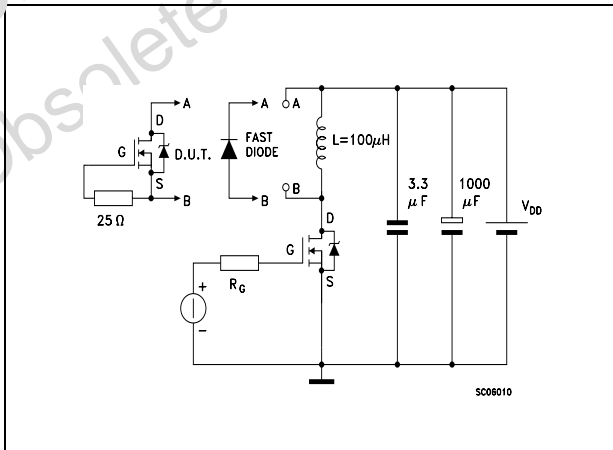 Obsolete
A
A
A
D
G
D.U.T.
FAST
DIODE
L=100μH
S
B
B
B
25 Ω
3.3
μF
1000
μF
V_DD
D
G
S
R_G
+
-
SC06010